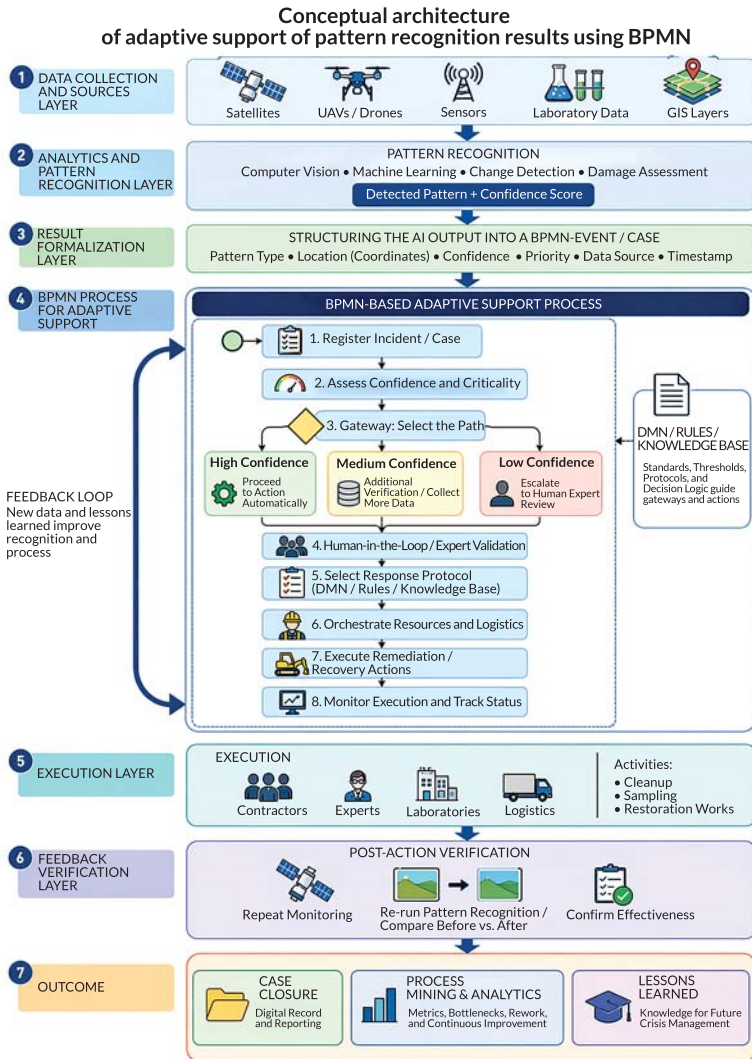 Conceptual architecture
of adaptive support of pattern recognition results using BPMN
1
DATA COLLECTION
AND SOURCES
LAYER
Satellites
UAVs / Drones
Sensors
Laboratory Data
GIS Layers
2
ANALYTICS AND
PATTERN
RECOGNITION LAYER
PATTERN RECOGNITION
Computer Vision • Machine Learning • Change Detection • Damage Assessment
Detected Pattern + Confidence Score
3
RESULT
FORMALIZATION
LAYER
STRUCTURING THE AI OUTPUT INTO A BPMN-EVENT / CASE
Pattern Type • Location (Coordinates) • Confidence • Priority • Data Source • Timestamp
4
BPMN PROCESS
FOR ADAPTIVE
SUPPORT
BPMN-BASED ADAPTIVE SUPPORT PROCESS
1. Register Incident / Case
2. Assess Confidence and Criticality
3. Gateway: Select the Path
High Confidence
Proceed
to Action
Automatically
Medium Confidence
Additional
Verification / Collect
More Data
Low Confidence
Escalate
to Human Expert
Review
4. Human-in-the-Loop / Expert Validation
5. Select Response Protocol
(DMN / Rules / Knowledge Base)
6. Orchestrate Resources and Logistics
7. Execute Remediation /
Recovery Actions
8. Monitor Execution and Track Status
DMN / RULES /
KNOWLEDGE BASE
Standards, Thresholds,
Protocols, and
Decision Logic guide
gateways and actions
FEEDBACK LOOP
New data and lessons
learned improve
recognition and
process
5
EXECUTION LAYER
EXECUTION
Contractors
Experts
Laboratories
Logistics
Activities:
• Cleanup
• Sampling
• Restoration Works
6
FEEDBACK
VERIFICATION
LAYER
POST-ACTION VERIFICATION
Repeat Monitoring
Re-run Pattern Recognition /
Compare Before vs. After
Confirm Effectiveness
7
OUTCOME
CASE
CLOSURE
Digital Record
and Reporting
PROCESS
MINING & ANALYTICS
Metrics, Bottlenecks, Rework,
and Continuous Improvement
LESSONS
LEARNED
Knowledge for Future
Crisis Management